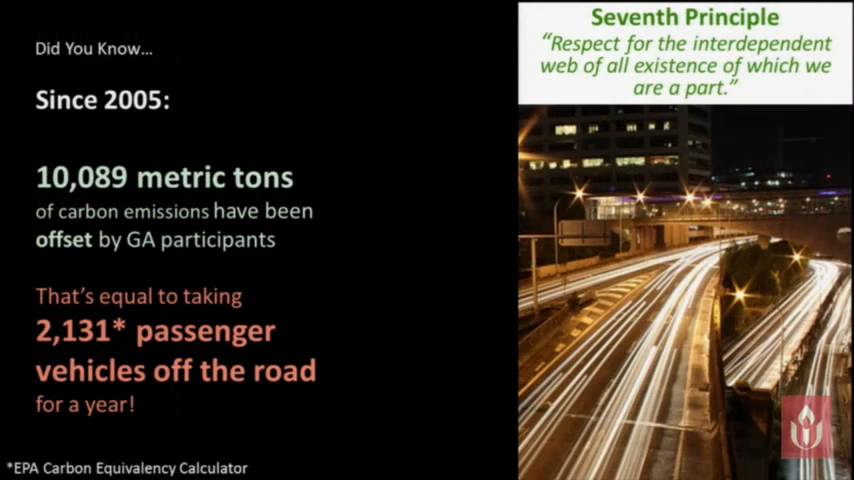 Did You Know...
Since 2005:
10,089 metric tons
of carbon emissions have been
offset by GA participants
That's equal to taking
2,131* passenger
vehicles off the road
for a year!
*EPA Carbon Equivalency Calculator
Seventh Principle
"Respect for the interdependent
web of all existence of which we
are a part."